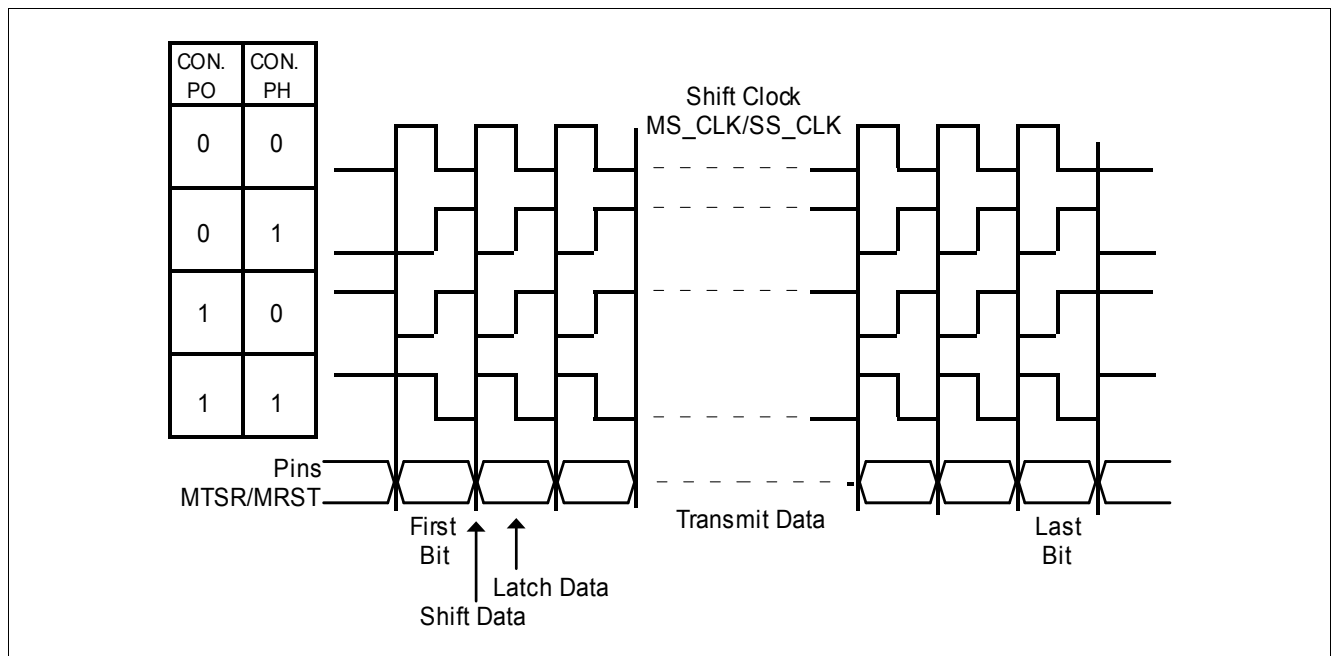 CON. CON.
PO PH
0 0
0 1
1 0
1 1
Shift Clock
MS_CLK/SS_CLK
Pins
MTSR/MRST
First
Bit
Transmit Data
Last
Bit
Latch Data
Shift Data